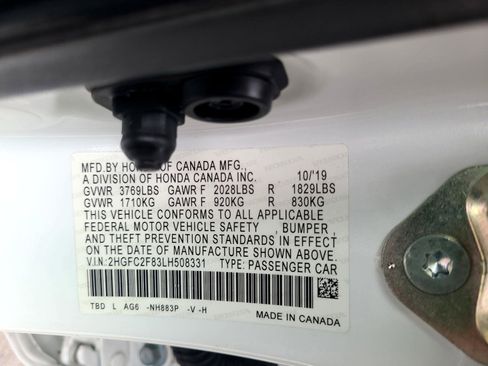 MFD.BY HONDA OF CANADA MFG.,
A DIVISION OF HONDA CANADA INC. 10/'19
GVWR 3769LBS GAWR F 2028LBS R 1829LBS
GVWR 1710KG GAWR F 920KG R 830KG
THIS VEHICLE CONFORMS TO ALL APPLICABLE
FEDERAL MOTOR VEHICLE SAFETY , BUMPER ,
AND THEFT PREVENTION STANDARDS IN EFFECT
ON THE DATE OF MANUFACTURE SHOWN ABOVE.
V.I.N: 2HGFC2F83LH508331 TYPE: PASSENGER CAR
TBD L AG6 -NH883P -V -H
MADE IN CANADA